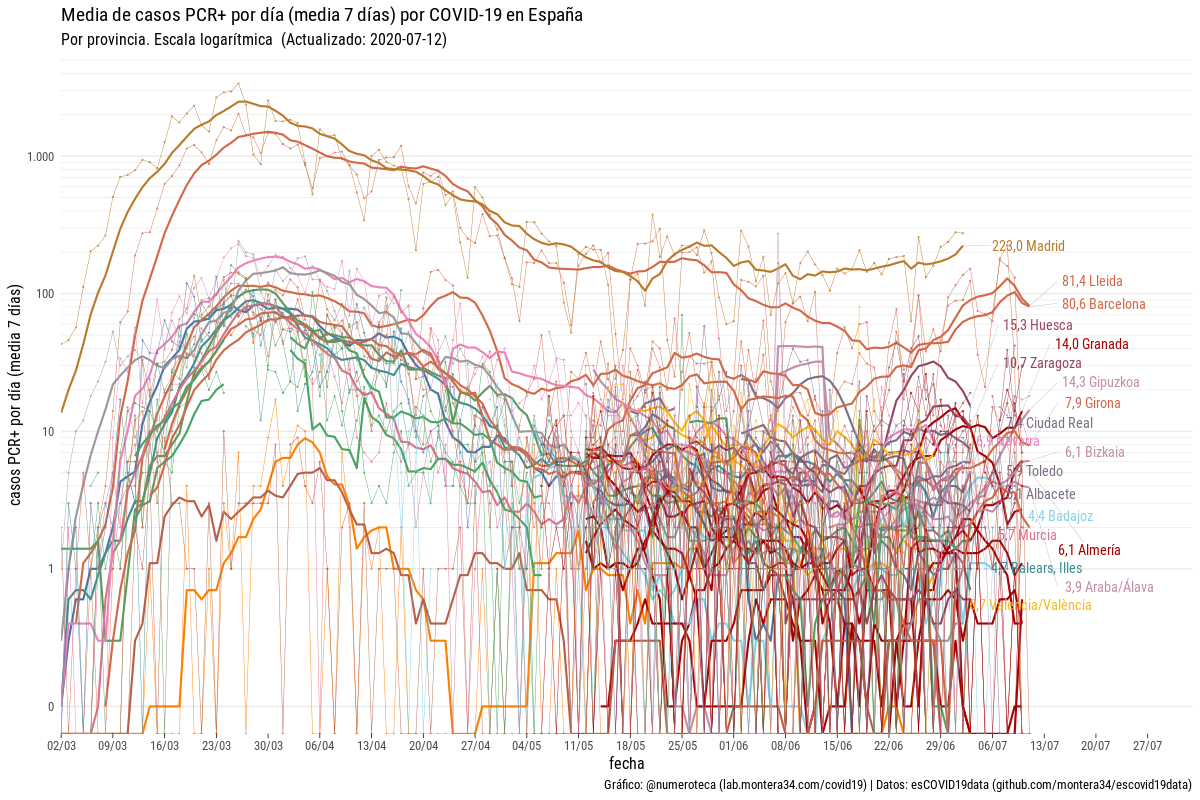 Media de casos PCR+ por día (media 7 días) por COVID-19 en España
Por provincia. Escala logarítmica (Actualizado: 2020-07-12)
casos PCR+ por día (media 7 días)
1.000
100
10
1
0
223,0 Madrid
81,4 Lleida
80,6 Barcelona
15,3 Huesca
14,0 Granada
10,7 Zaragoza
14,3 Gipuzkoa
7,9 Girona
Ciudad Real
6,1 Bizkaia
Toledo
Albacete
4,4 Badajoz
5,7 Murcia
6,1 Almería
Balears, Illes
3,9 Araba/Álava
València/València
02/03 09/03 16/03 23/03 30/03 06/04 13/04 20/04 27/04 04/05 11/05 18/05 25/05 01/06 08/06 15/06 22/06 29/06 06/07 13/07 20/07 27/07
fecha
Gráfico: @numeroteca (lab.montera34.com/covid19) | Datos: esCOVID19data (github.com/montera34/escovid19data)